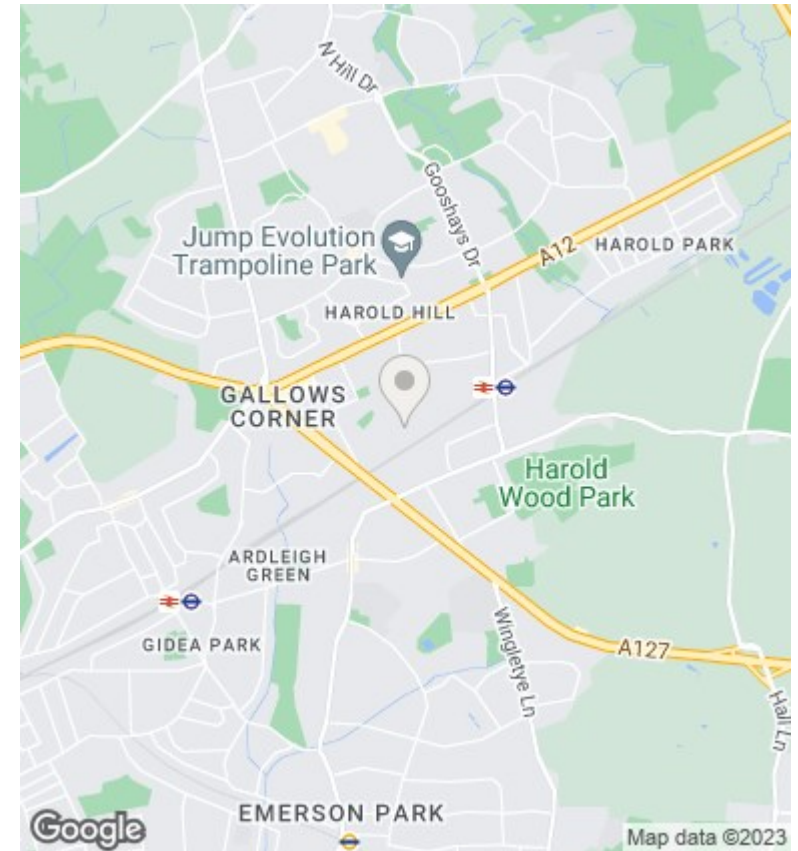 N Hill Dr
Gooshays Dr
Jump Evolution
Trampoline Park
A12
HAROLD PARK
HAROLD HILL
GALLOWS
CORNER
Harold
Wood Park
ARDLEIGH
GREEN
GIDEA PARK
Wingletye Ln
A127
Hall Ln
EMERSON PARK
Google
Map data ©2023